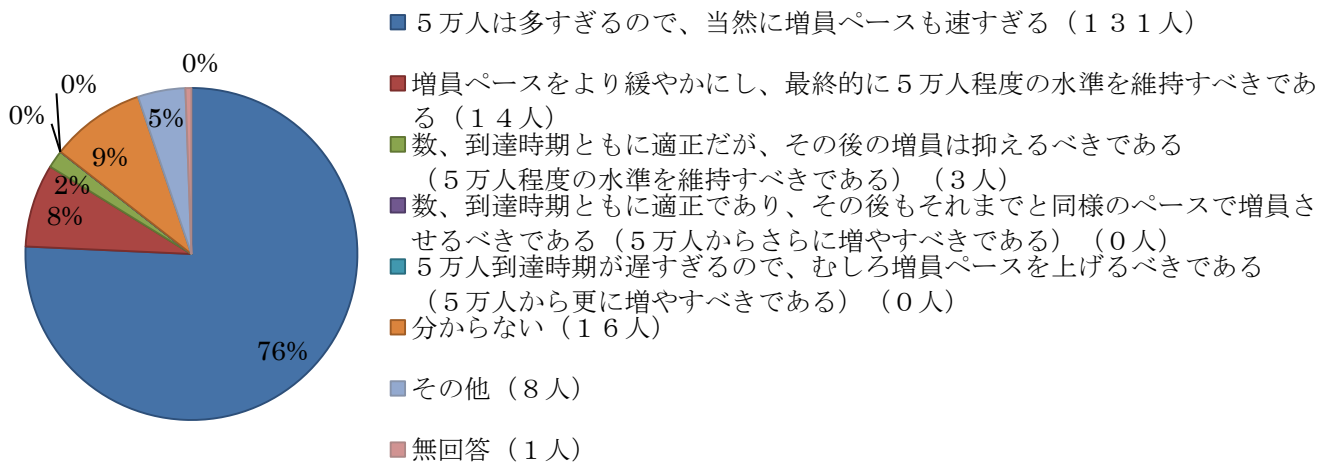 ５万人は多すぎるので、当然に増員ペースも速すぎる（１３１人）
増員ペースをより緩やかにし、最終的に５万人程度の水準を維持すべきであ
る（１４人）
数、到達時期ともに適正だが、その後の増員は抑えるべきである
（５万人程度の水準を維持すべきである）（３人）
数、到達時期ともに適正であり、その後もそれまでと同様のペースで増員さ
せるべきである（５万人からさらに増やすべきである）（０人）
５万人到達時期が遅すぎるので、むしろ増員ペースを上げるべきである
（５万人から更に増やすべきである）（０人）
分からない（１６人）
その他（８人）
無回答（１人）
0%
0%
0%
5%
9%
2%
8%
76%